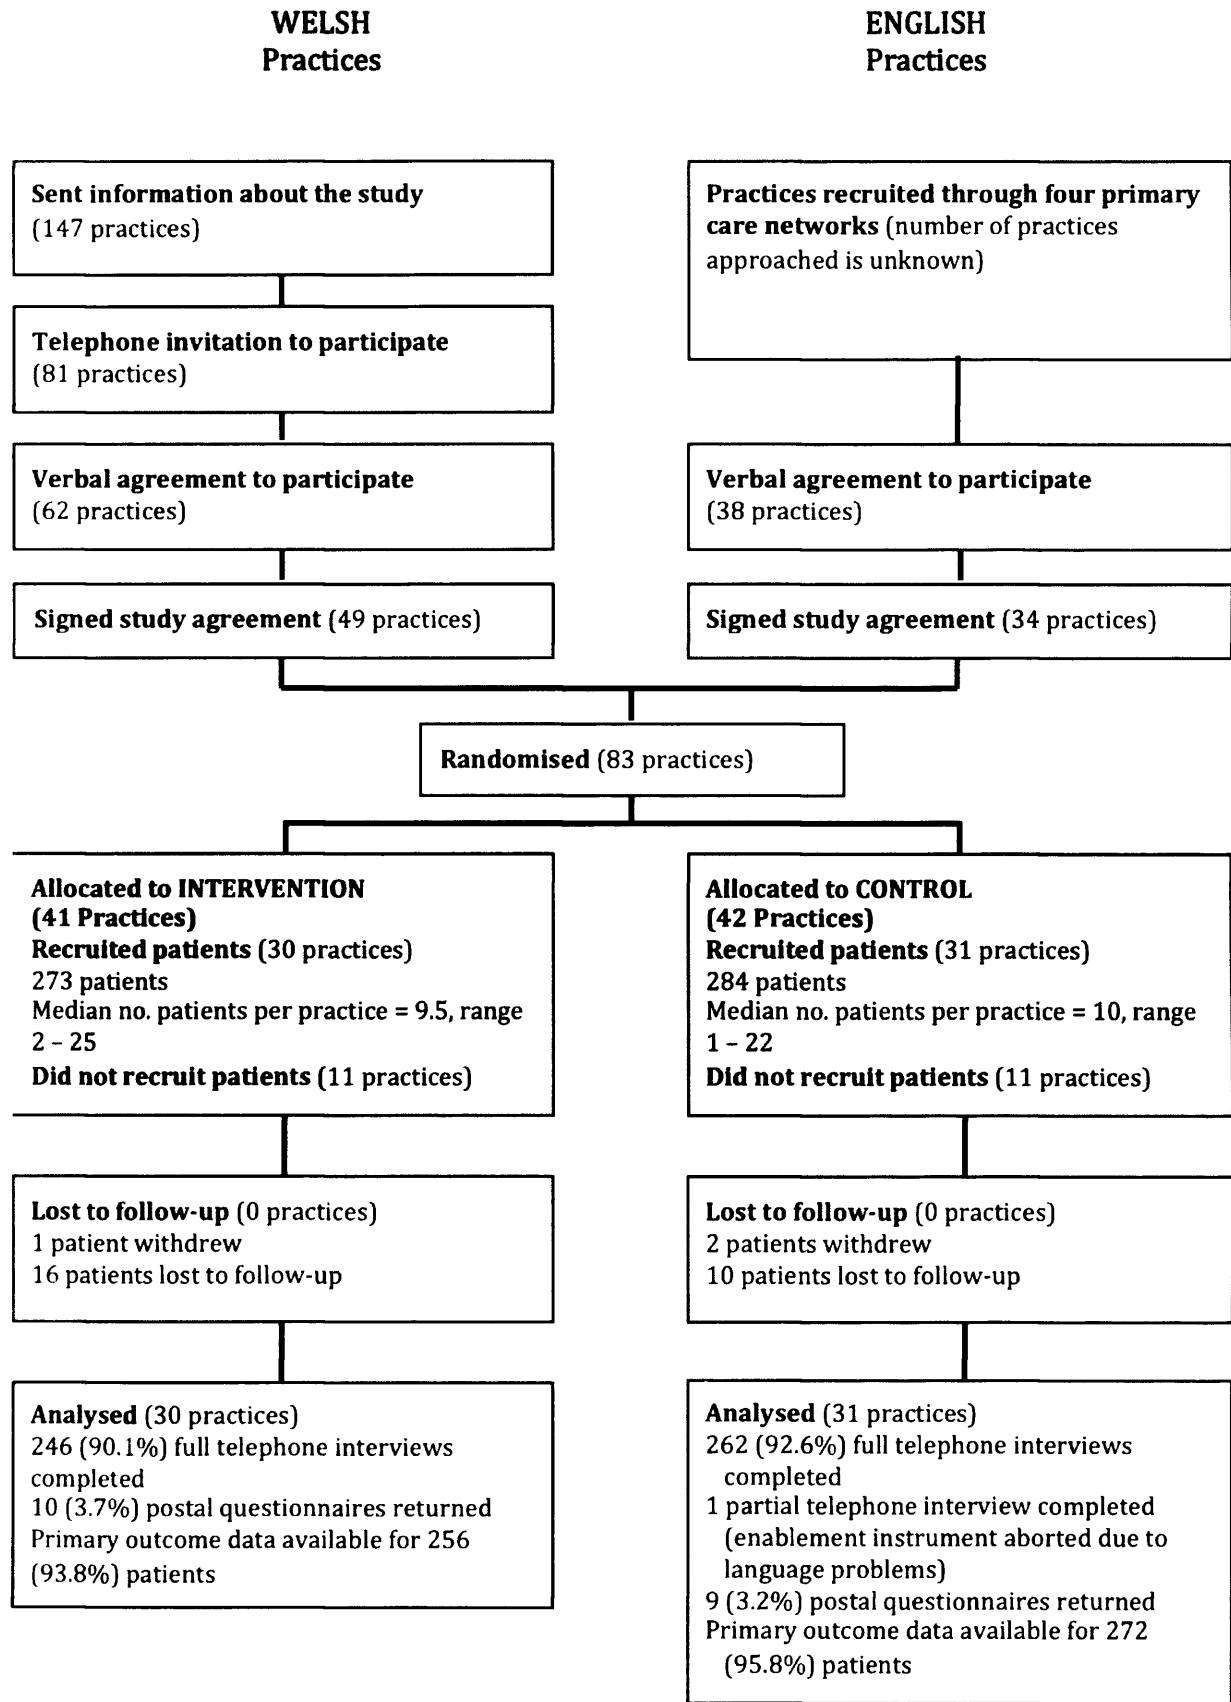 WELSH
Practices
ENGLISH
Practices
Sent information about the study
(147 practices)
Practices recruited through four primary
care networks (number of practices
approached is unknown)
Telephone invitation to participate
(81 practices)
Verbal agreement to participate
(62 practices)
Verbal agreement to participate
(38 practices)
Signed study agreement (49 practices)
Signed study agreement (34 practices)
Randomised (83 practices)
Allocated to INTERVENTION
(41 Practices)
Recruited patients (30 practices)
273 patients
Median no. patients per practice = 9.5, range
2 – 25
Did not recruit patients (11 practices)
Allocated to CONTROL
(42 Practices)
Recruited patients (31 practices)
284 patients
Median no. patients per practice = 10, range
1 – 22
Did not recruit patients (11 practices)
Lost to follow-up (0 practices)
1 patient withdrew
16 patients lost to follow-up
Lost to follow-up (0 practices)
2 patients withdrew
10 patients lost to follow-up
Analysed (30 practices)
246 (90.1%) full telephone interviews
completed
10 (3.7%) postal questionnaires returned
Primary outcome data available for 256
(93.8%) patients
Analysed (31 practices)
262 (92.6%) full telephone interviews
completed
1 partial telephone interview completed
(enablement instrument aborted due to
language problems)
9 (3.2%) postal questionnaires returned
Primary outcome data available for 272
(95.8%) patients